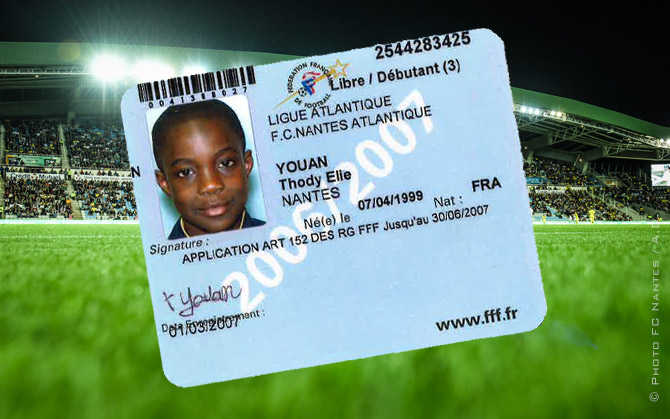 2544283425
Libre / Débutant (3)
FÉDÉRATION FRANÇAISE
DE FOOTBALL
LIGUE ATLANTIQUE
F.C.NANTES ATLANTIQUE
YOUAN
Thody Elie
NANTES
Né(e) le 07/04/1999 Nat : FRA
2006/2007
2006/2007
Signature :
APPLICATION ART 152 DES RG FFF Jusqu'au 30/06/2007
Youan
Date Enregistrement :
01/03/2007
www.fff.fr
© PHOTO FC NANTES